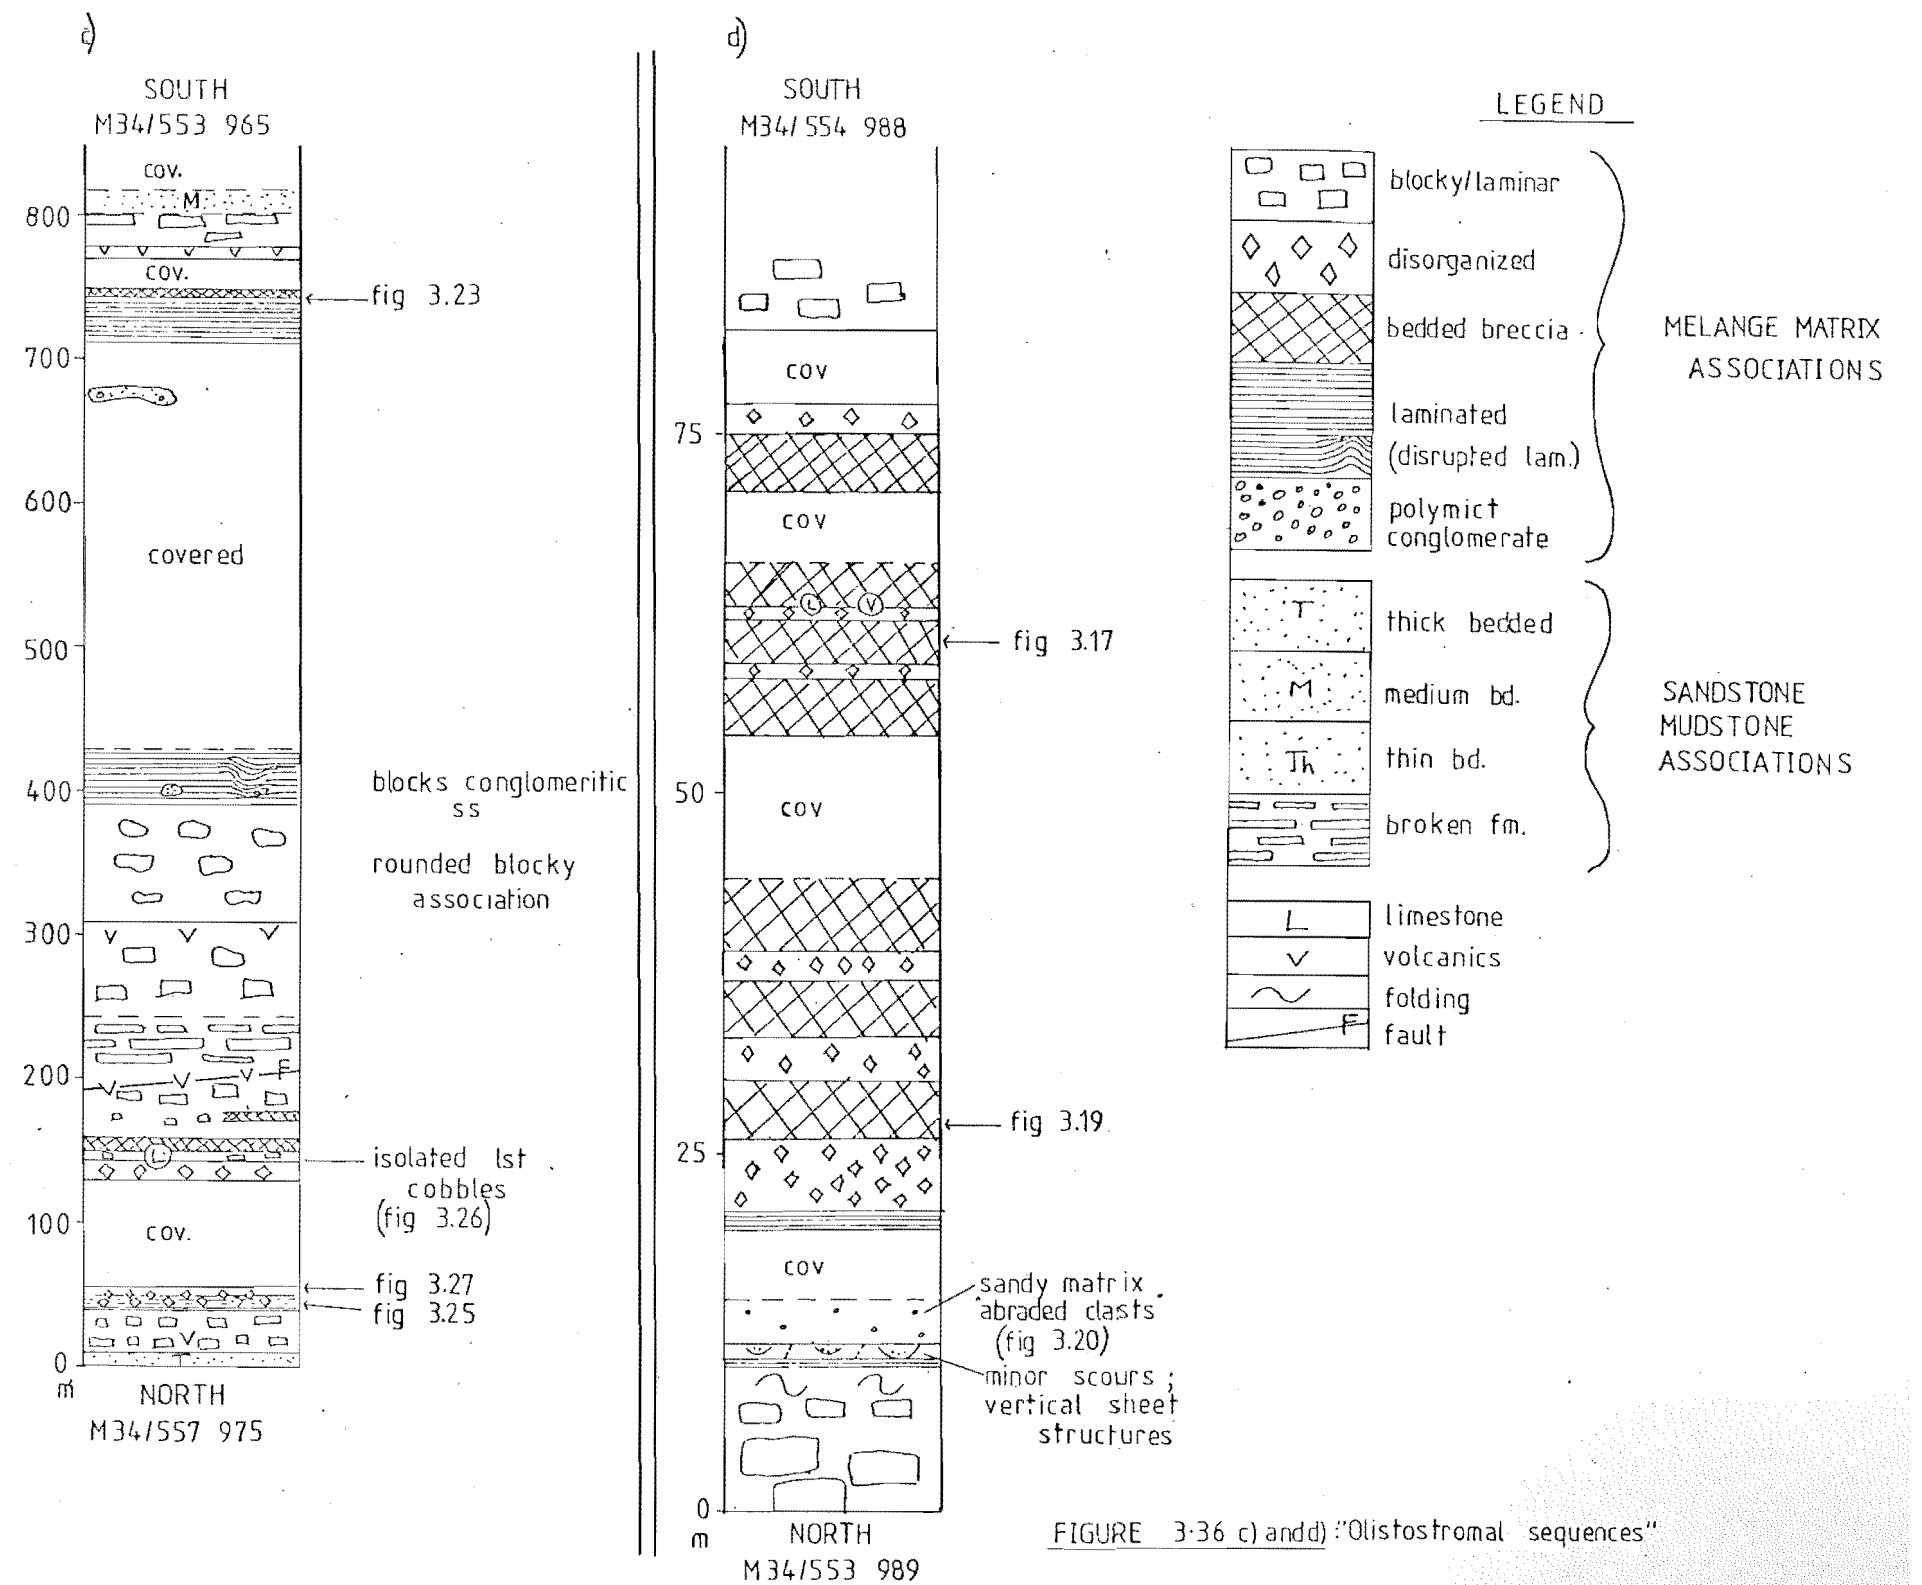 c)
SOUTH
M34/553 965
cov.
M
800
cov.
fig 3.23
700
600
covered
500
400
blocks conglomeritic
ss
rounded blocky
association
300
F
200
L
isolated lst
cobbles
(fig 3.26)
100
cov.
fig 3.27
fig 3.25
V
T
0
m
NORTH
M34/557 975
d)
SOUTH
M34/554 988
cov
75
cov
L
V
fig 3.17
50
cov
fig 3.19
25
cov
sandy matrix
'abraded clasts'
(fig 3.20)
minor scours ;
vertical sheet
structures
0
m
NORTH
M34/553 989
LEGEND
blocky/laminar
disorganized
bedded breccia
laminated
(disrupted lam.)
polymict
conglomerate
MELANGE MATRIX
ASSOCIATIONS
T
thick bedded
M
medium bd.
Th
thin bd.
broken fm.
SANDSTONE
MUDSTONE
ASSOCIATIONS
L
limestone
V
volcanics
folding
F
fault
FIGURE 3·36 c) and d) :"Olistostromal sequences"